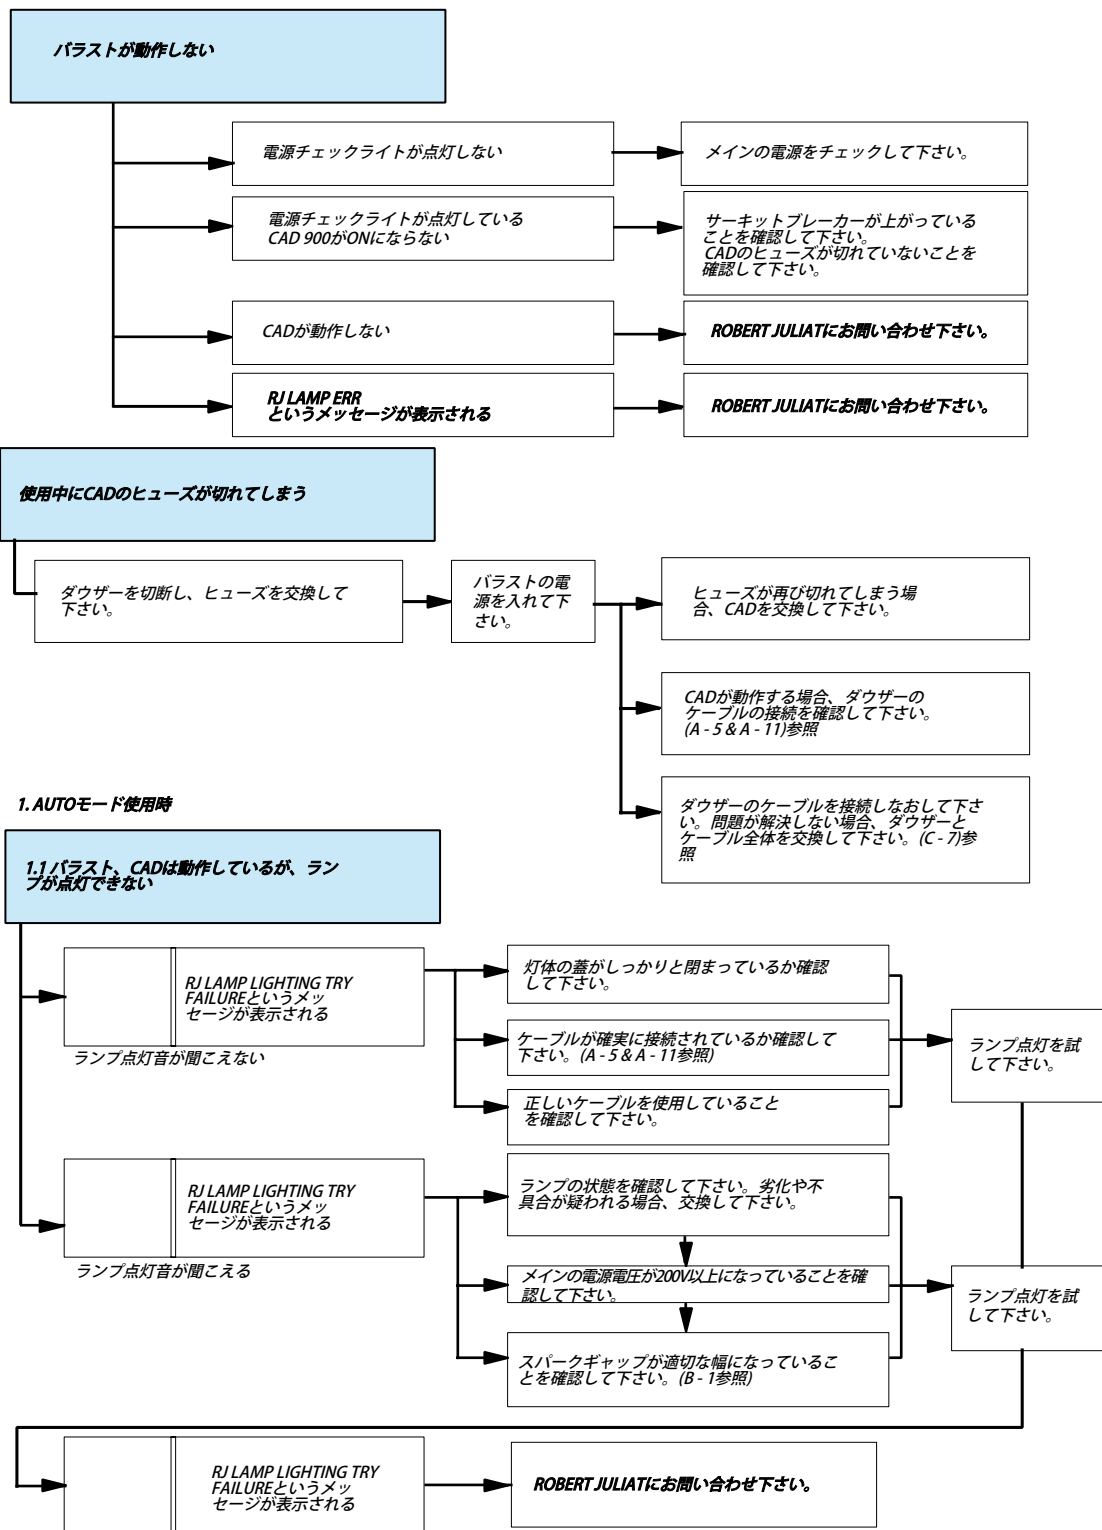 バラストが動作しない
電源チェックライトが点灯しない
メインの電源をチェックして下さい。
電源チェックライトが点灯している
CAD 900がONにならない
サーキットブレーカーが上がっている
ことを確認して下さい。
CADのヒューズが切れていないことを
確認して下さい。
CADが動作しない
ROBERT JULIATにお問い合わせ下さい。
RJ LAMP ERR
というメッセージが表示される
ROBERT JULIATにお問い合わせ下さい。
使用中にCADのヒューズが切れてしまう
ダウザーを切断し、ヒューズを交換して
下さい。
バラストの電
源を入れて下
さい。
ヒューズが再び切れてしまう場
合、CADを交換して下さい。
CADが動作する場合、ダウザーの
ケーブルの接続を確認して下さい。
(A - 5 & A - 11)参照
ダウザーのケーブルを接続しなおして下さ
い。問題が解決しない場合、ダウザーと
ケーブル全体を交換して下さい。(C - 7)参
照
1. AUTOモード使用時
1.1 バラスト、CADは動作しているが、ラン
プが点灯できない
RJ LAMP LIGHTING TRY
FAILUREというメッ
セージが表示される
ランプ点灯音が聞こえない
灯体の蓋がしっかりと閉まっているか確認
して下さい。
ケーブルが確実に接続されているか確認して
下さい。(A - 5 & A - 11参照)
正しいケーブルを使用していること
を確認して下さい。
ランプ点灯を試
して下さい。
RJ LAMP LIGHTING TRY
FAILUREというメッ
セージが表示される
ランプ点灯音が聞こえる
ランプの状態を確認して下さい。劣化や不
具合が疑われる場合、交換して下さい。
メインの電源電圧が200V以上になっていることを確
認して下さい。
スパークギャップが適切な幅になっているこ
とを確認して下さい。(B - 1参照)
ランプ点灯を試
して下さい。
RJ LAMP LIGHTING TRY
FAILUREというメッ
セージが表示される
ROBERT JULIATにお問い合わせ下さい。